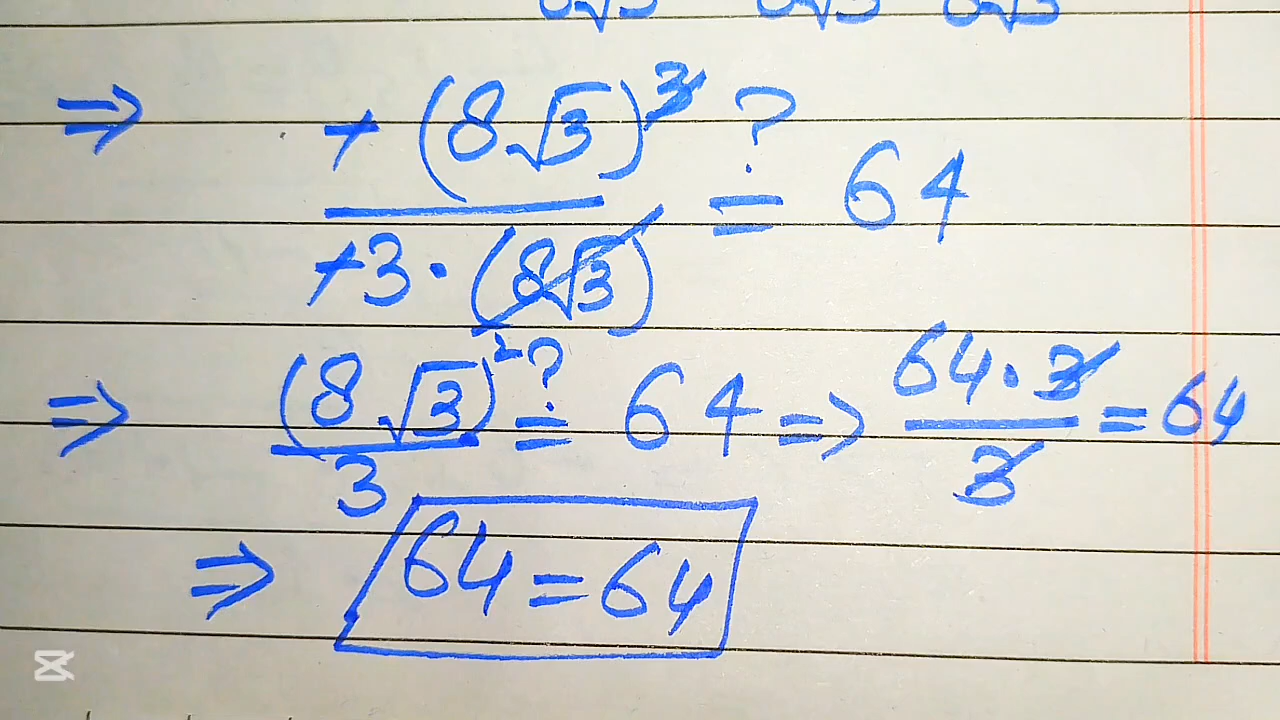 ⇒ +(8√3)³ / +3·(8√3) ≟ 64
⇒ (8√3)² / 3 ≟ 64 ⇒ 64·3 / 3 = 64
⇒ 64 = 64